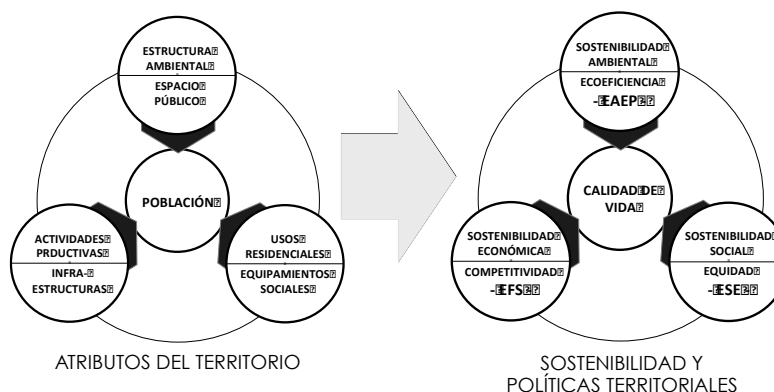 ESTRUCTURA
AMBIENTAL
ESPACIO
PÚBLICO
POBLACIÓN
ACTIVIDADES
PRDUCTIVAS
INFRA-
ESTRUCTURAS
USOS
RESIDENCIALES
EQUIPAMIENTOS
SOCIALES
ATRIBUTOS DEL TERRITORIO
SOSTENIBILIDAD
AMBIENTAL
ECOEFICIENCIA
- EAEP -
CALIDAD DE
VIDA
SOSTENIBILIDAD
ECONÓMICA
COMPETITIVIDAD
- EFS -
SOSTENIBILIDAD
SOCIAL
EQUIDAD
- ESE -
SOSTENIBILIDAD Y
POLÍTICAS TERRITORIALES